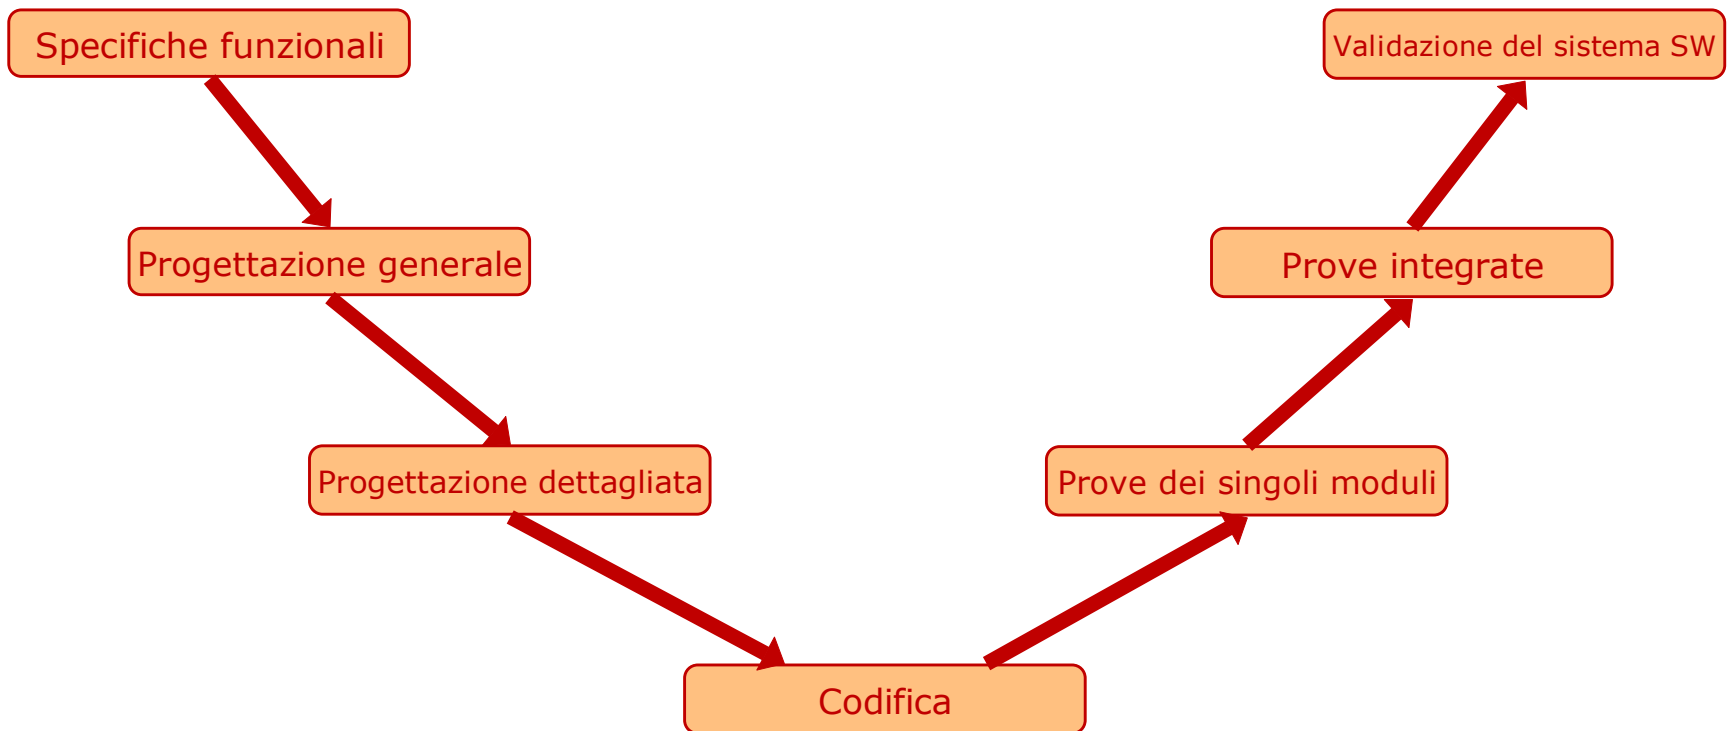 Specifiche funzionali
Validazione del sistema SW
Progettazione generale
Prove integrate
Progettazione dettagliata
Prove dei singoli moduli
Codifica